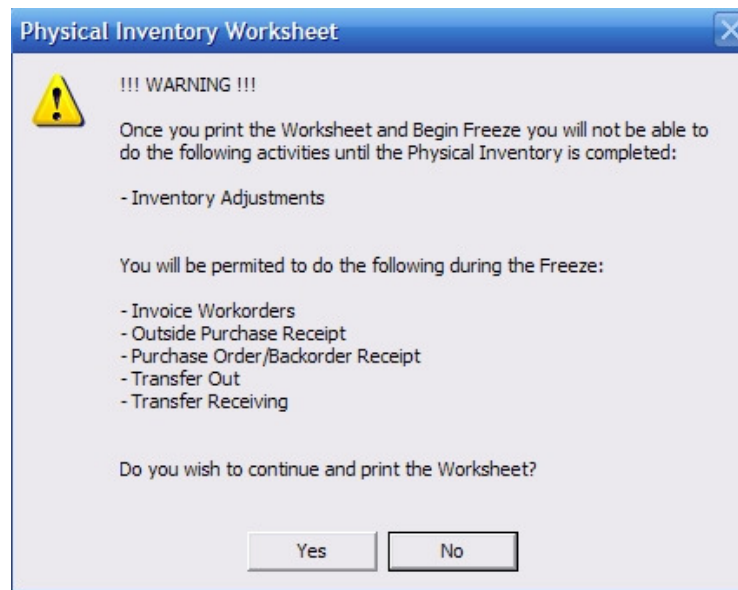 Physical Inventory Worksheet
!!! WARNING !!!
Once you print the Worksheet and Begin Freeze you will not be able to
do the following activities until the Physical Inventory is completed:
- Inventory Adjustments
You will be permited to do the following during the Freeze:
- Invoice Workorders
- Outside Purchase Receipt
- Purchase Order/Backorder Receipt
- Transfer Out
- Transfer Receiving
Do you wish to continue and print the Worksheet?
Yes No